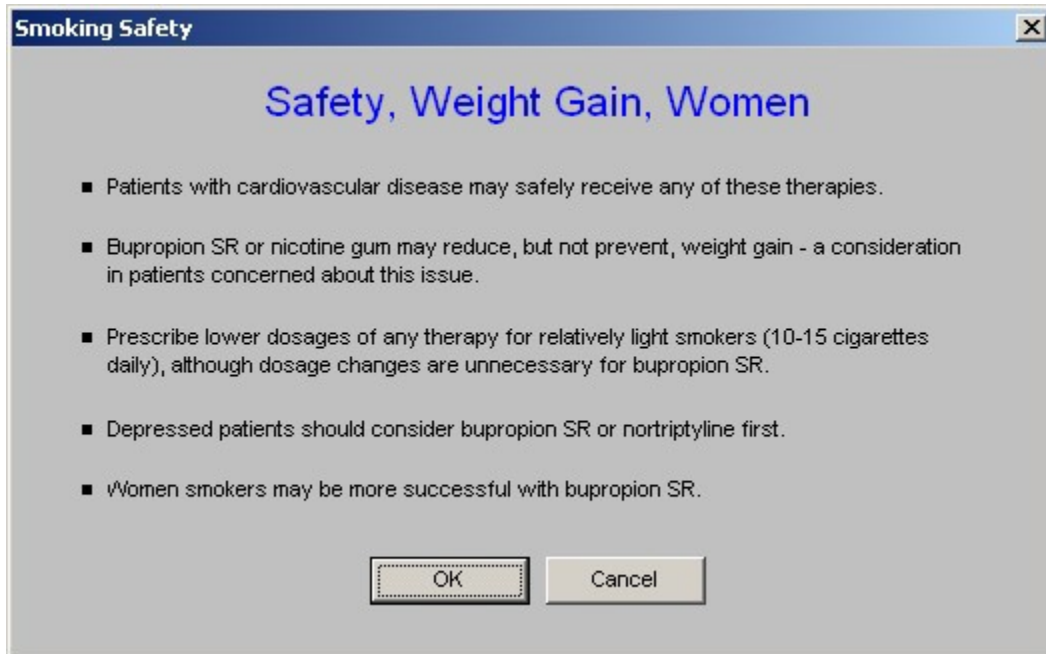 Smoking Safety
Safety, Weight Gain, Women
▪ Patients with cardiovascular disease may safely receive any of these therapies.
▪ Bupropion SR or nicotine gum may reduce, but not prevent, weight gain - a consideration
in patients concerned about this issue.
▪ Prescribe lower dosages of any therapy for relatively light smokers (10-15 cigarettes
daily), although dosage changes are unnecessary for bupropion SR.
▪ Depressed patients should consider bupropion SR or nortriptyline first.
▪ Women smokers may be more successful with bupropion SR.
OK Cancel